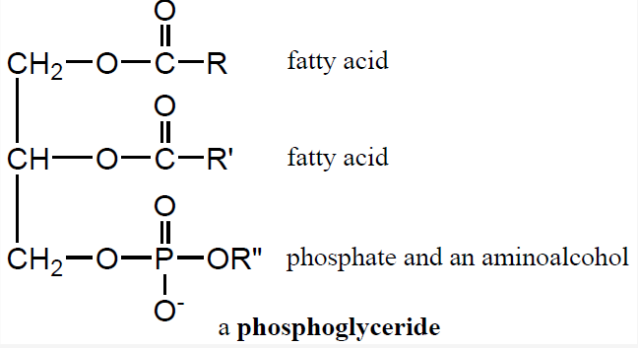 O
CH₂—O—C—R fatty acid
O
CH—O—C—R' fatty acid
O
CH₂—O—P—OR" phosphate and an aminoalcohol
O⁻
a phosphoglyceride